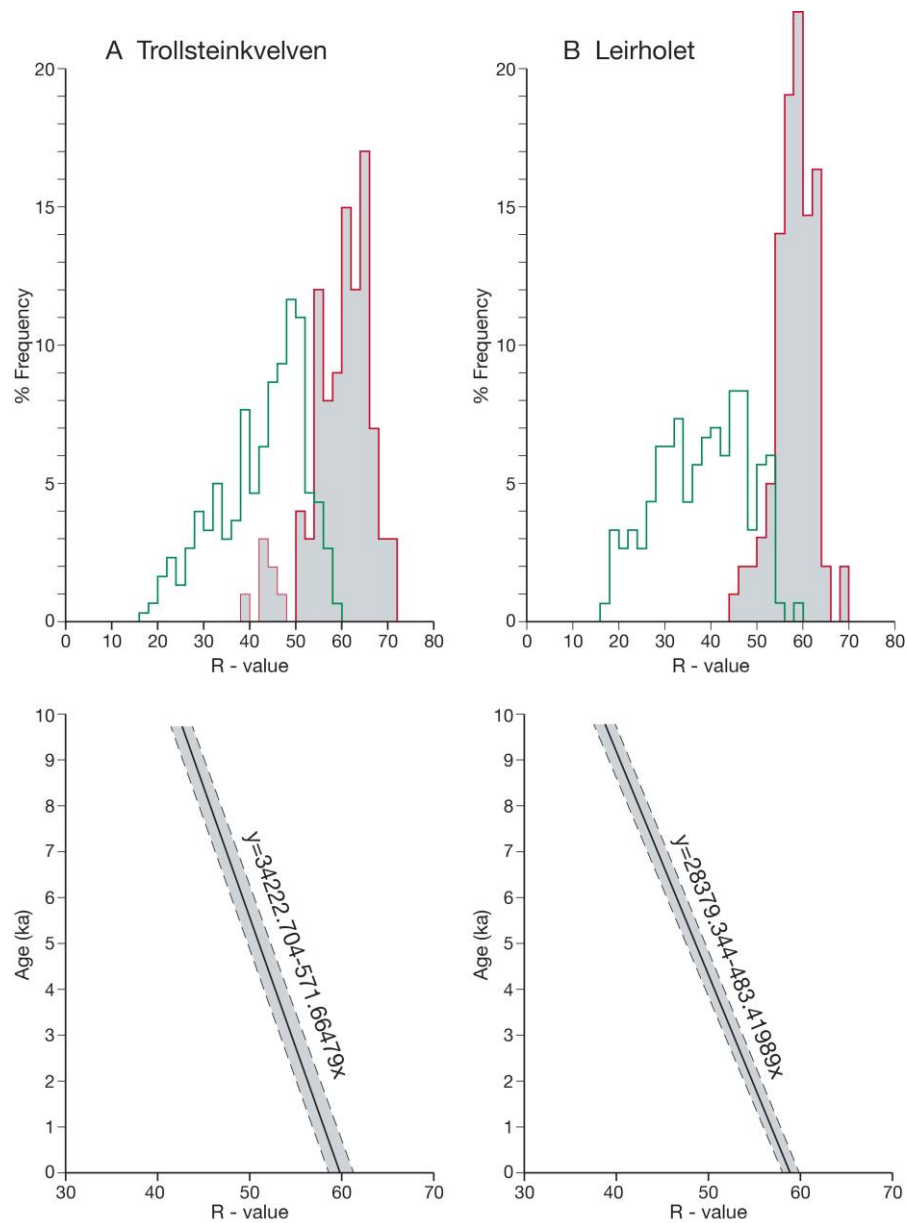 A Trollsteinkvelven
20
15
10
5
0
% Frequency
0 10 20 30 40 50 60 70 80
R - value
B Leirholet
20
15
10
5
0
% Frequency
0 10 20 30 40 50 60 70 80
R - value
10
9
8
7
6
5
4
3
2
1
0
Age (ka)
y=34222.704-571.66479x
30 40 50 60 70
R - value
10
9
8
7
6
5
4
3
2
1
0
Age (ka)
y=28379.344-483.41989x
30 40 50 60 70
R - value